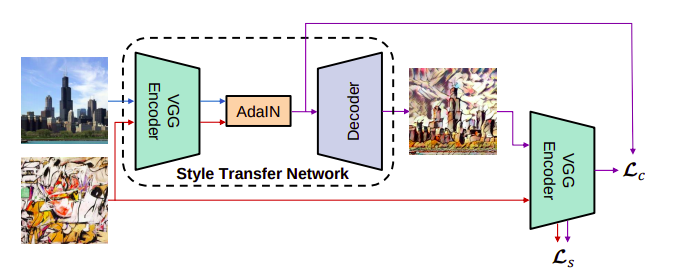 VGG
Encoder
AdaIN
Decoder
Style Transfer Network
VGG
Encoder
𝓛c
𝓛s